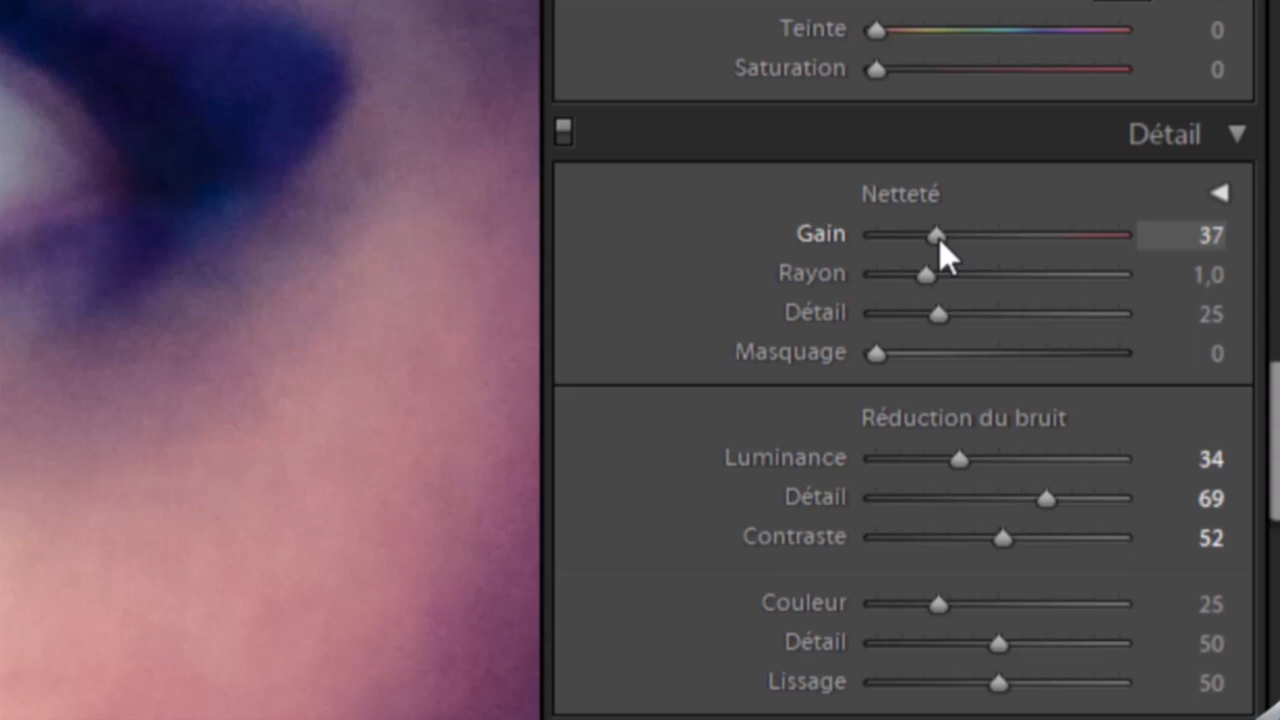 Teinte 0
Saturation 0
Détail
Netteté
Gain 37
Rayon 1,0
Détail 25
Masquage 0
Réduction du bruit
Luminance 34
Détail 69
Contraste 52
Couleur 25
Détail 50
Lissage 50